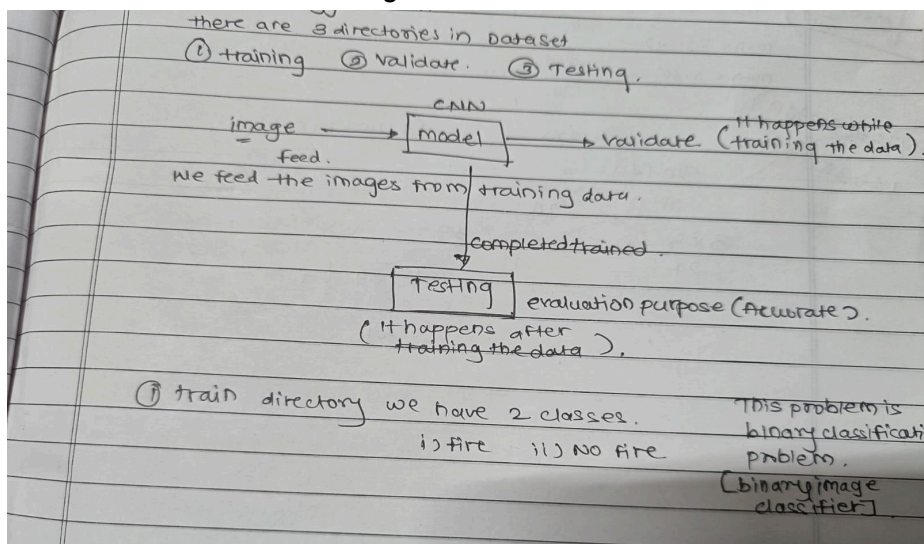 there are 3 directories in Dataset
① training ② validate. ③ Testing.
CNN
image → model → validate (It happens while
training the data).
feed.
we feed the images from training data.
completed trained.
Testing evaluation purpose (Accurate).
(It happens after
training the data).
① train directory we have 2 classes.
i) fire ii) NO fire
This problem is
binary classificati
problem.
[binary image
classifier]